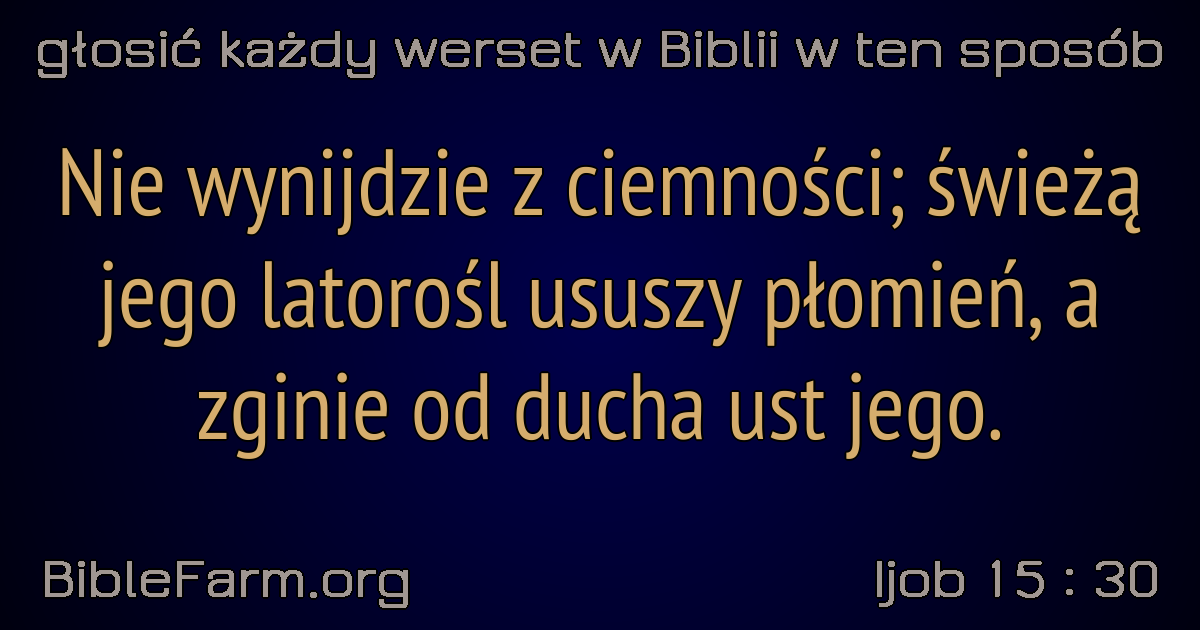 głosić każdy werset w Biblii w ten sposób
Nie wynijdzie z ciemności; świeżą
jego latorośl ususzy płomień, a
zginie od ducha ust jego.
BibleFarm.org
Ijob 15 : 30